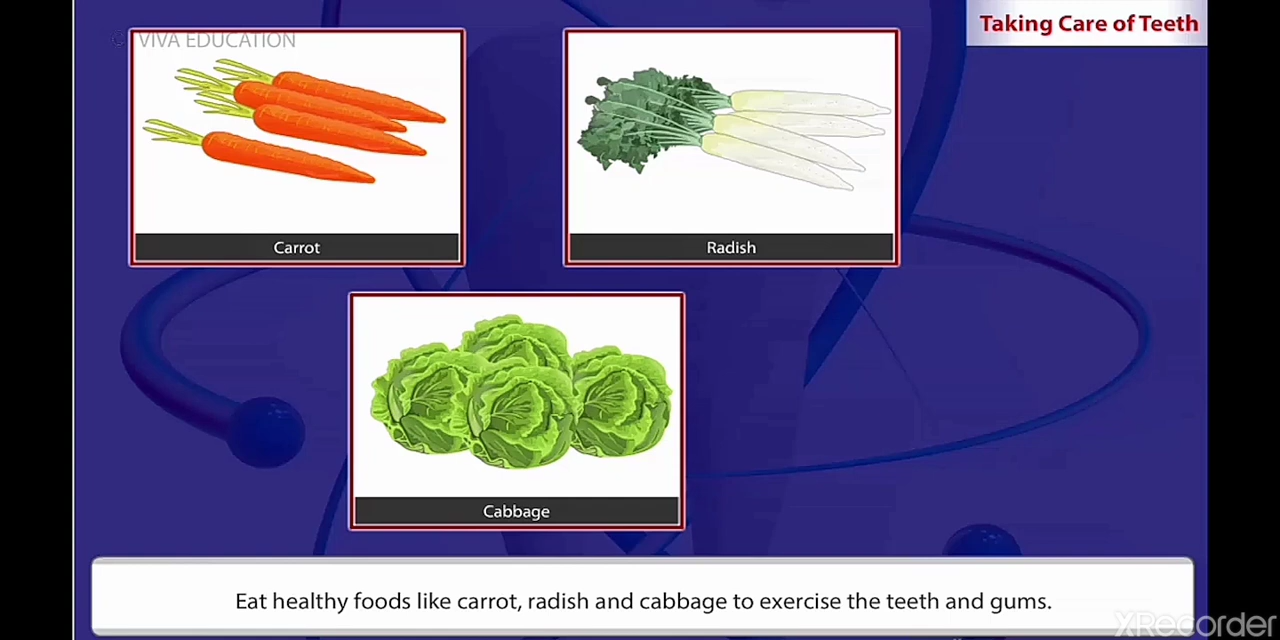 © VIVA EDUCATION
Taking Care of Teeth
Carrot
Radish
Cabbage
Eat healthy foods like carrot, radish and cabbage to exercise the teeth and gums.
XRecorder